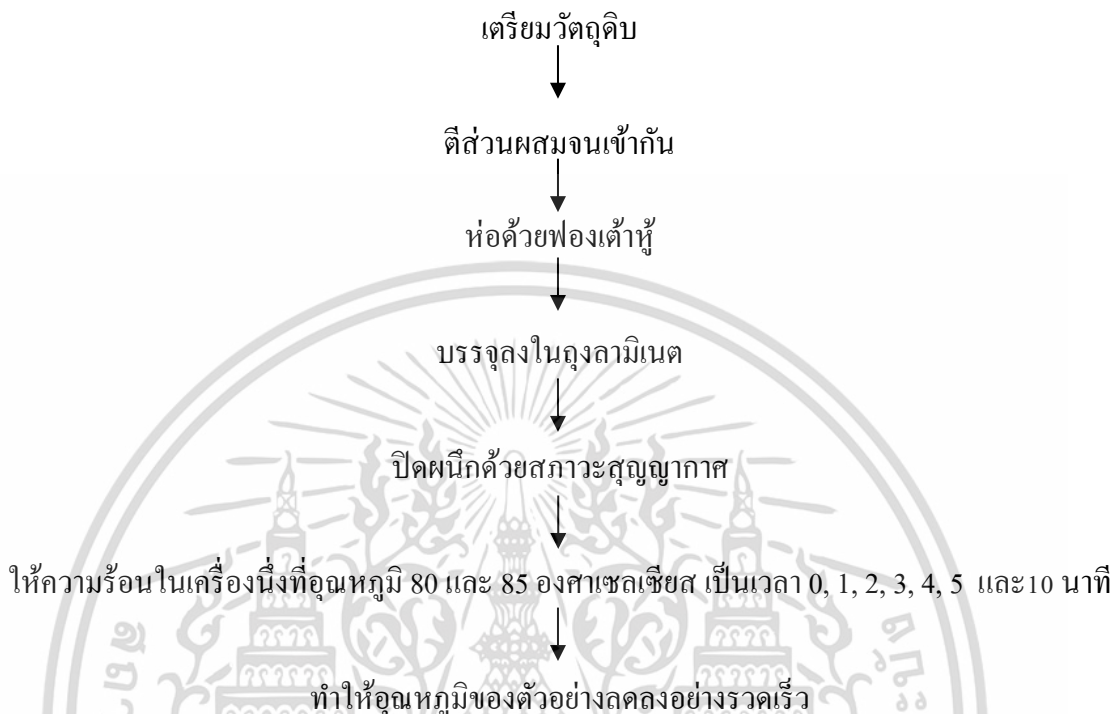 เตรียมวัตถุดิบ
ตีส่วนผสมจนเข้ากัน
ห่อด้วยฟองเต้าหู้
บรรจุลงในถุงลามิเนต
ปิดผนึกด้วยสภาวะสุญญากาศ
ให้ความร้อนในเครื่องนึ่งที่อุณหภูมิ 80 และ 85 องศาเซลเซียส เป็นเวลา 0, 1, 2, 3, 4, 5 และ10 นาที
ทำให้อุณหภูมิของตัวอย่างลดลงอย่างรวดเร็ว